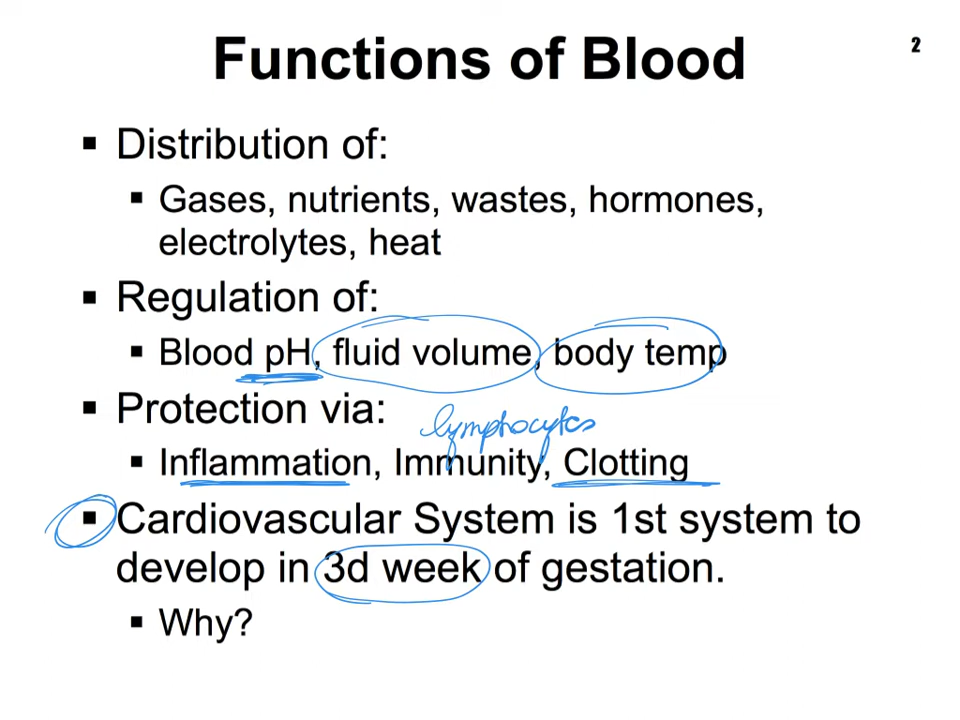 2
Functions of Blood
▪ Distribution of:
▪ Gases, nutrients, wastes, hormones,
electrolytes, heat
▪ Regulation of:
▪ Blood pH, fluid volume, body temp
▪ Protection via:
lymphocytes
▪ Inflammation, Immunity, Clotting
▪ Cardiovascular System is 1st system to
develop in 3d week of gestation.
▪ Why?